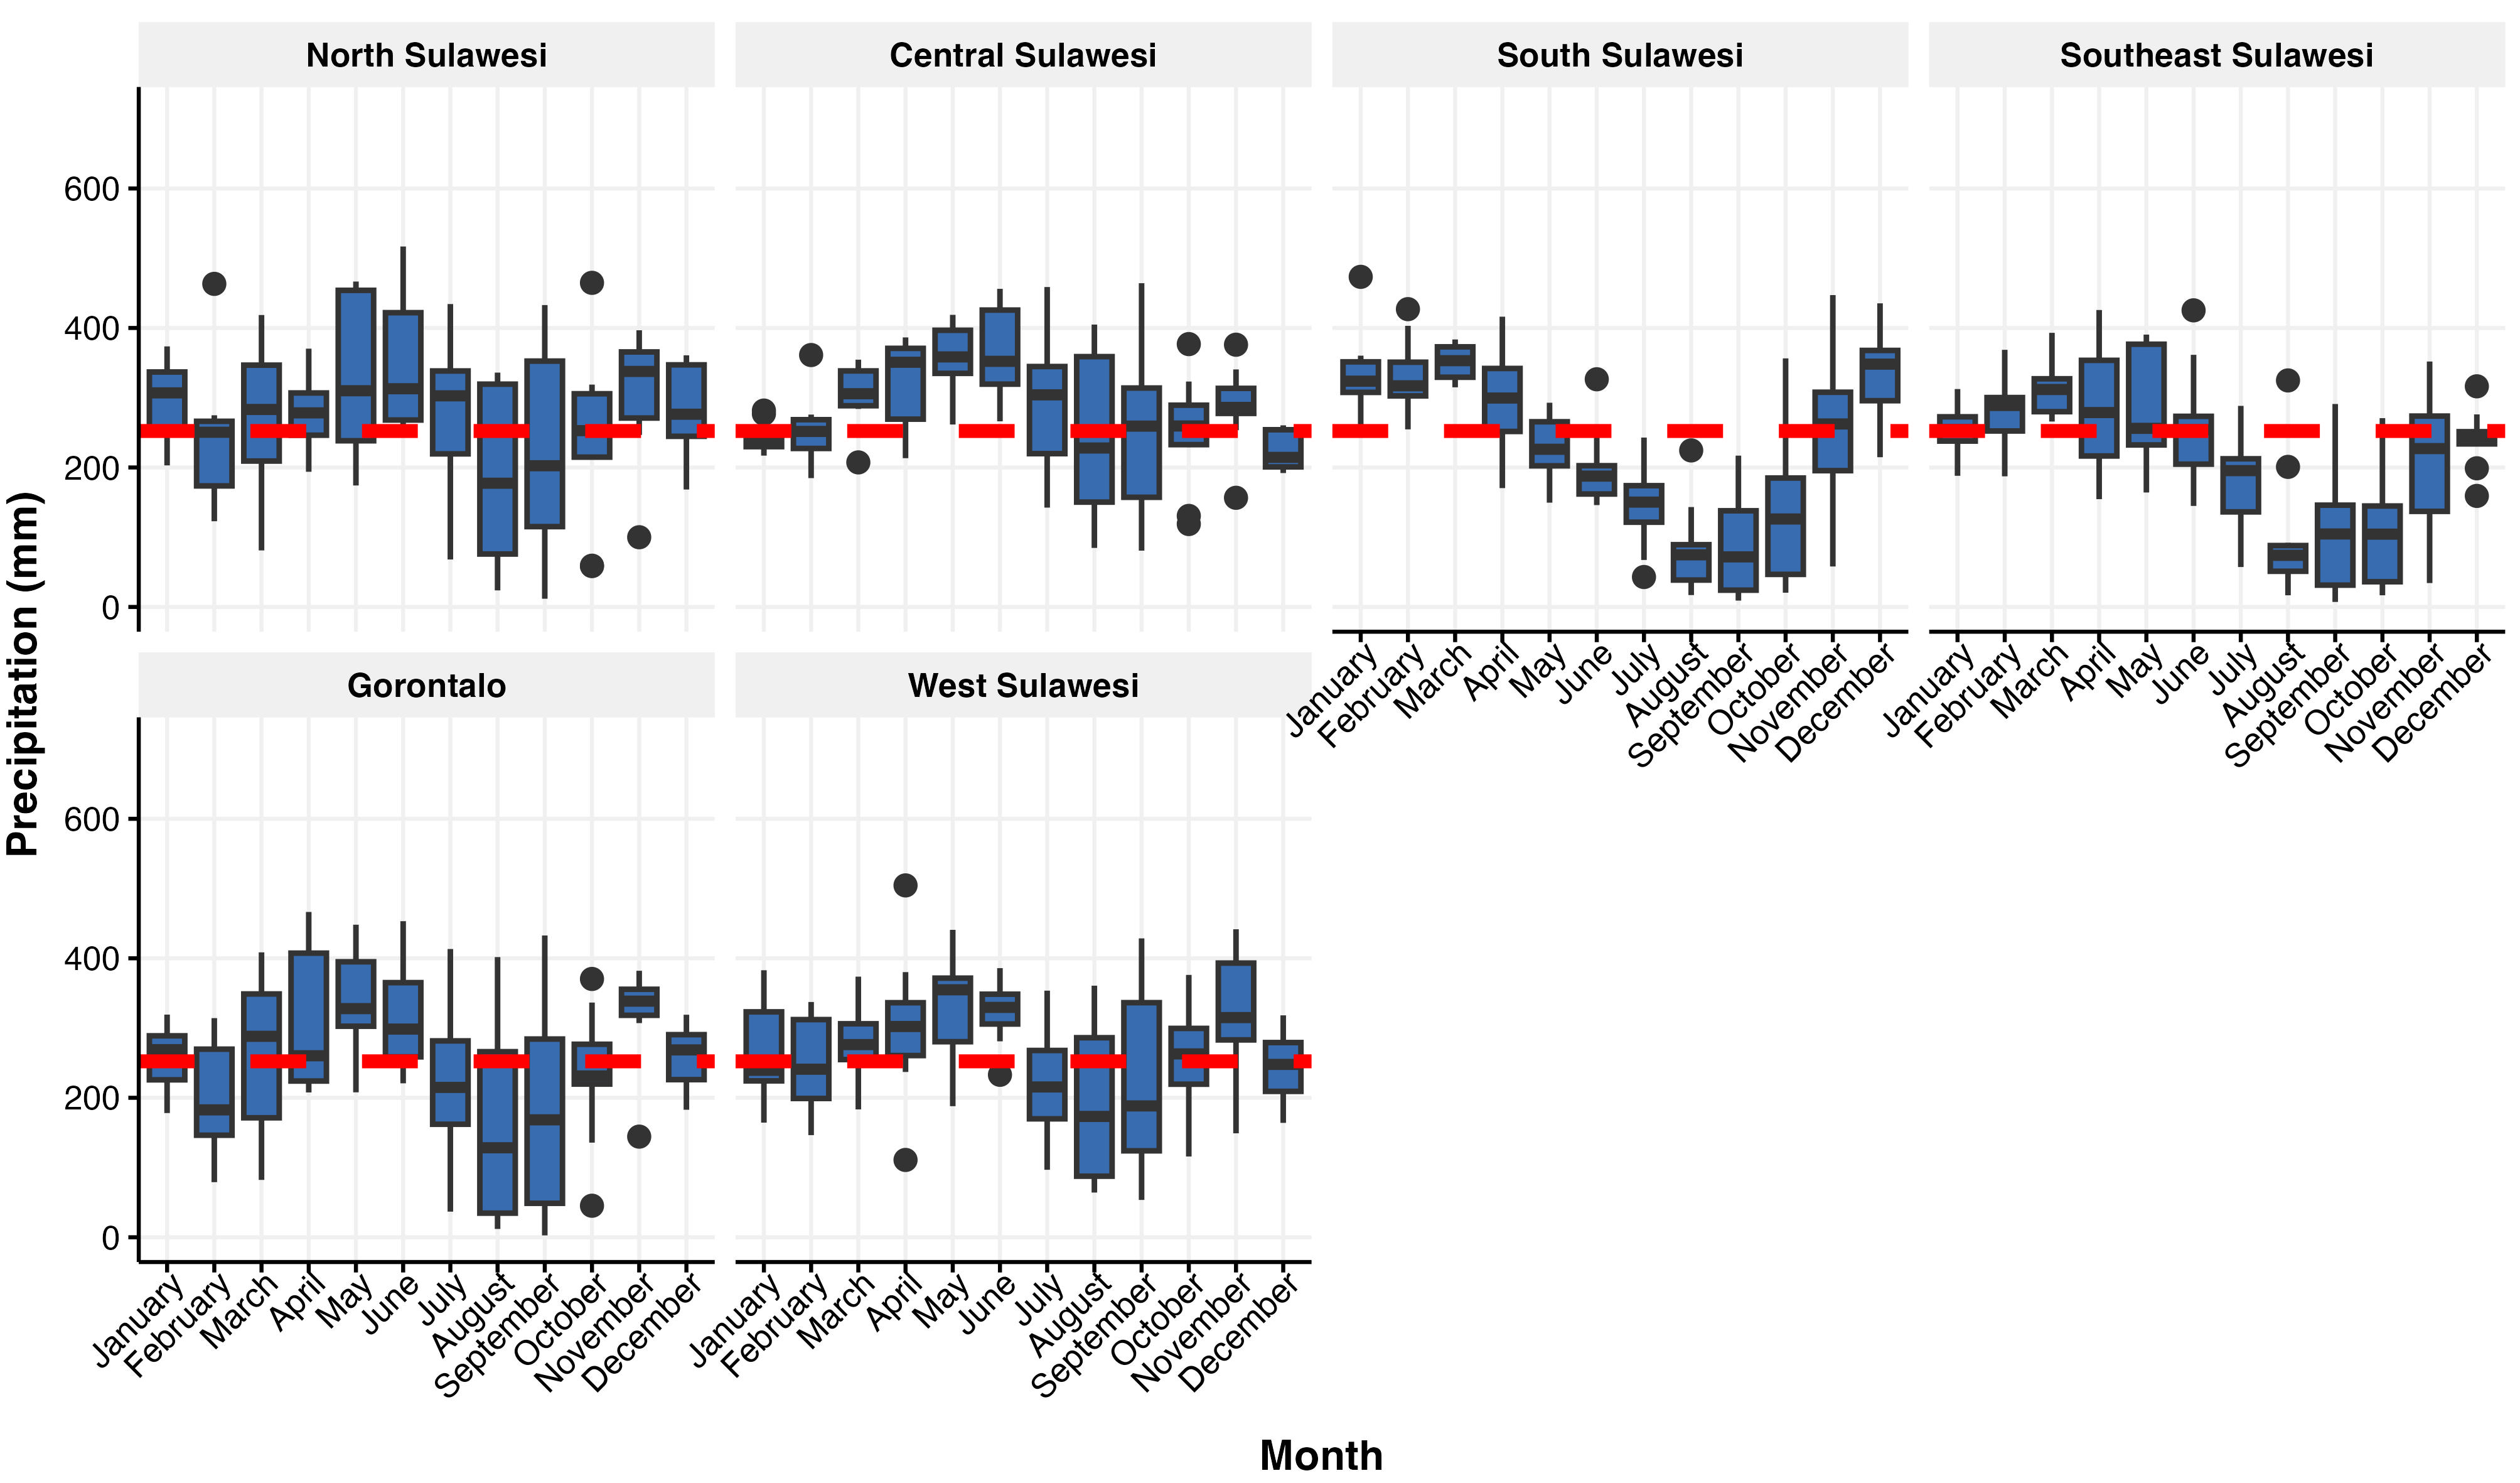 North Sulawesi
Central Sulawesi
South Sulawesi
Southeast Sulawesi
600
400
200
0
January
February
March
April
May
June
July
August
September
October
November
December
January
February
March
April
May
June
July
August
September
October
November
December
Precipitation (mm)
Gorontalo
West Sulawesi
600
400
200
0
January
February
March
April
May
June
July
August
September
October
November
December
January
February
March
April
May
June
July
August
September
October
November
December
Month